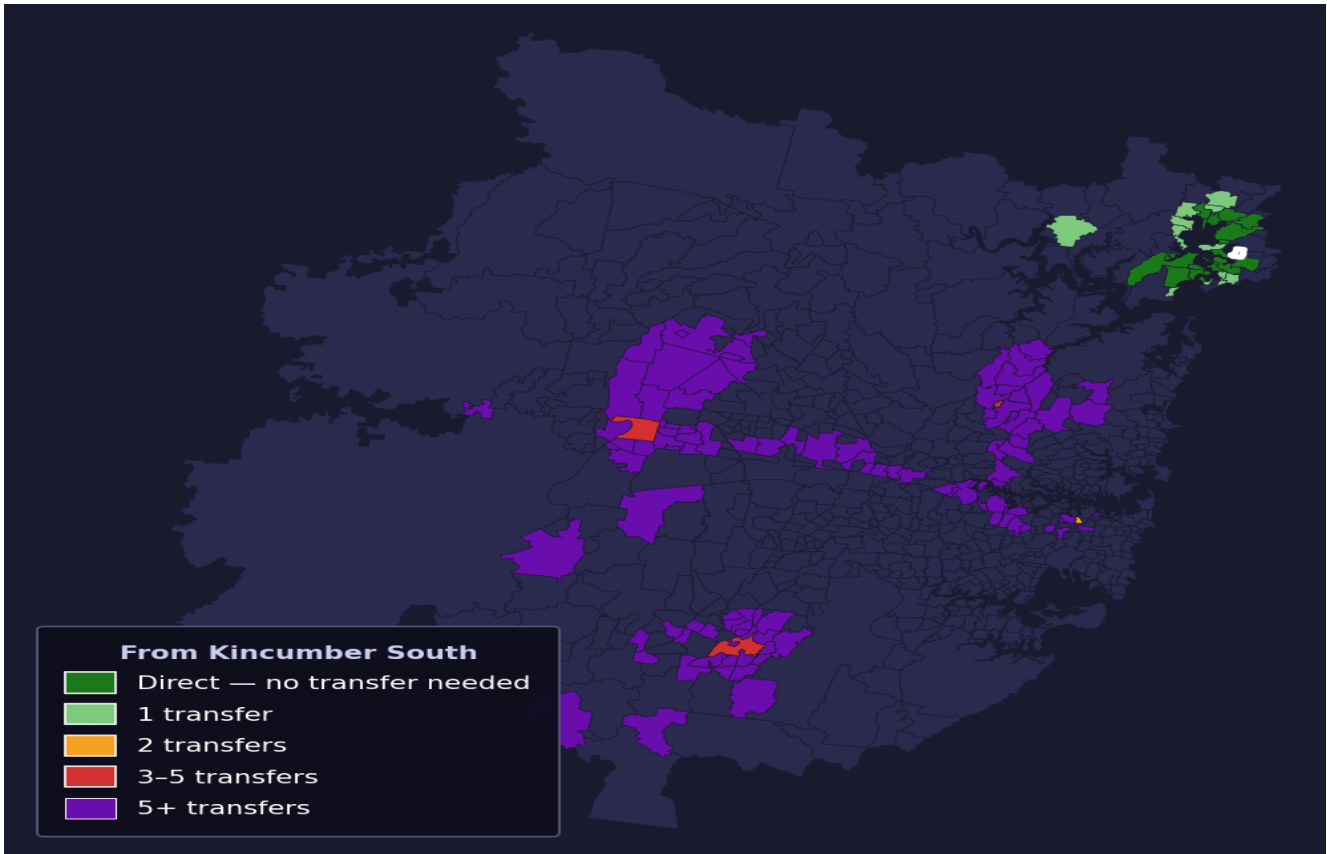 From Kincumber South
Direct — no transfer needed
1 transfer
2 transfers
3–5 transfers
5+ transfers